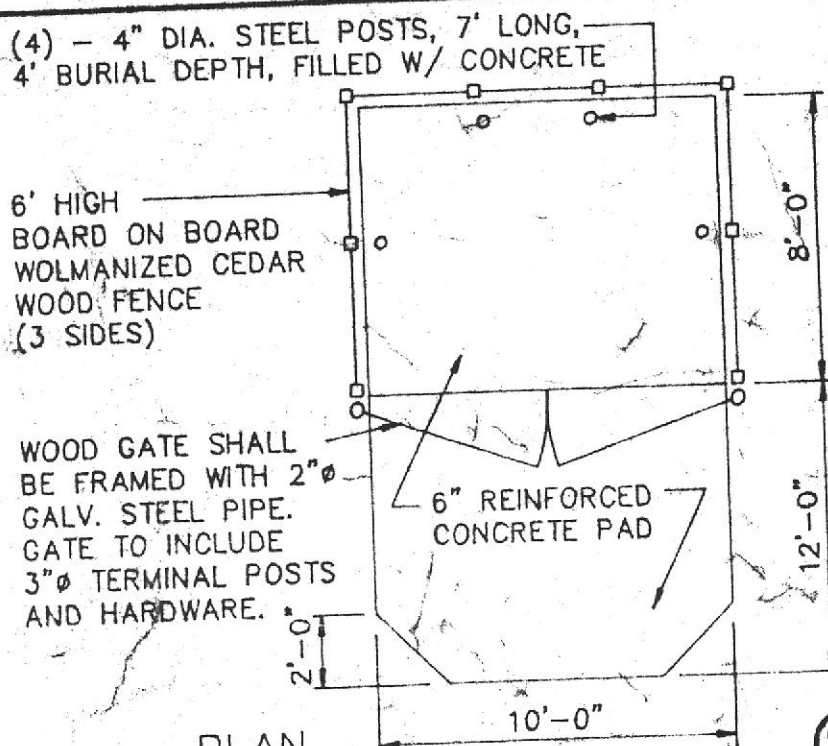 (4) - 4" DIA. STEEL POSTS, 7' LONG,
4' BURIAL DEPTH, FILLED W/ CONCRETE
6' HIGH
BOARD ON BOARD
WOLMANIZED CEDAR
WOOD FENCE
(3 SIDES)
8'-0"
WOOD GATE SHALL
BE FRAMED WITH 2"ø
GALV. STEEL PIPE.
GATE TO INCLUDE
3"ø TERMINAL POSTS
AND HARDWARE.
6" REINFORCED
CONCRETE PAD
12'-0"
2'-0"
10'-0"
PLAN